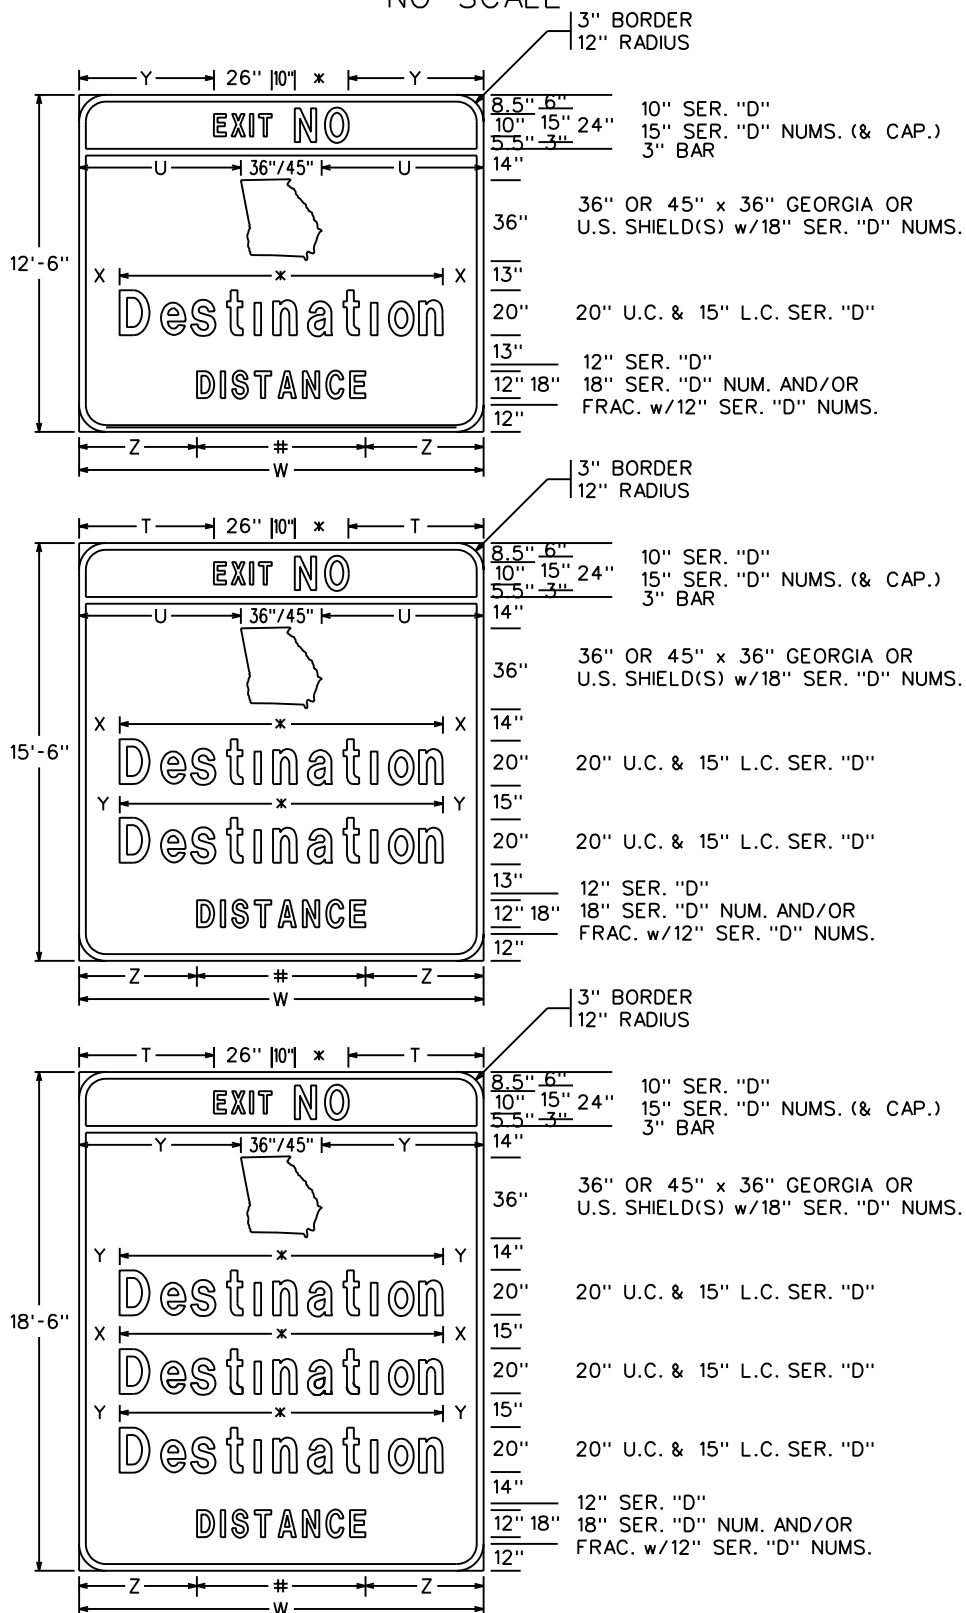 NO SCALE
3" BORDER
12" RADIUS
Y 26" 10" * Y
8.5" 6" 10" SER. "D"
EXIT NO 10" 15" 24" 15" SER. "D" NUMS. (& CAP.)
5.5" 3" 3" BAR
U 36"/45" U 14"
36" OR 45" x 36" GEORGIA OR
36" U.S. SHIELD(S) w/18" SER. "D" NUMS.
12'-6"
X * X 13"
Destination 20" 20" U.C. & 15" L.C. SER. "D"
13" 12" SER. "D"
DISTANCE 12" 18" 18" SER. "D" NUM. AND/OR
12" FRAC. w/12" SER. "D" NUMS.
Z # Z
W
3" BORDER
12" RADIUS
T 26" 10" * T
8.5" 6" 10" SER. "D"
EXIT NO 10" 15" 24" 15" SER. "D" NUMS. (& CAP.)
5.5" 3" 3" BAR
U 36"/45" U 14"
36" OR 45" x 36" GEORGIA OR
36" U.S. SHIELD(S) w/18" SER. "D" NUMS.
X * X 14"
15'-6"
Destination 20" 20" U.C. & 15" L.C. SER. "D"
Y * Y 15"
Destination 20" 20" U.C. & 15" L.C. SER. "D"
13" 12" SER. "D"
DISTANCE 12" 18" 18" SER. "D" NUM. AND/OR
12" FRAC. w/12" SER. "D" NUMS.
Z # Z
W
3" BORDER
12" RADIUS
T 26" 10" * T
8.5" 6" 10" SER. "D"
EXIT NO 10" 15" 24" 15" SER. "D" NUMS. (& CAP.)
5.5" 3" 3" BAR
Y 36"/45" Y 14"
36" OR 45" x 36" GEORGIA OR
36" U.S. SHIELD(S) w/18" SER. "D" NUMS.
Y * Y 14"
Destination 20" 20" U.C. & 15" L.C. SER. "D"
18'-6"
X * X 15"
Destination 20" 20" U.C. & 15" L.C. SER. "D"
Y * Y 15"
Destination 20" 20" U.C. & 15" L.C. SER. "D"
14" 12" SER. "D"
DISTANCE 12" 18" 18" SER. "D" NUM. AND/OR
12" FRAC. w/12" SER. "D" NUMS.
Z # Z
W